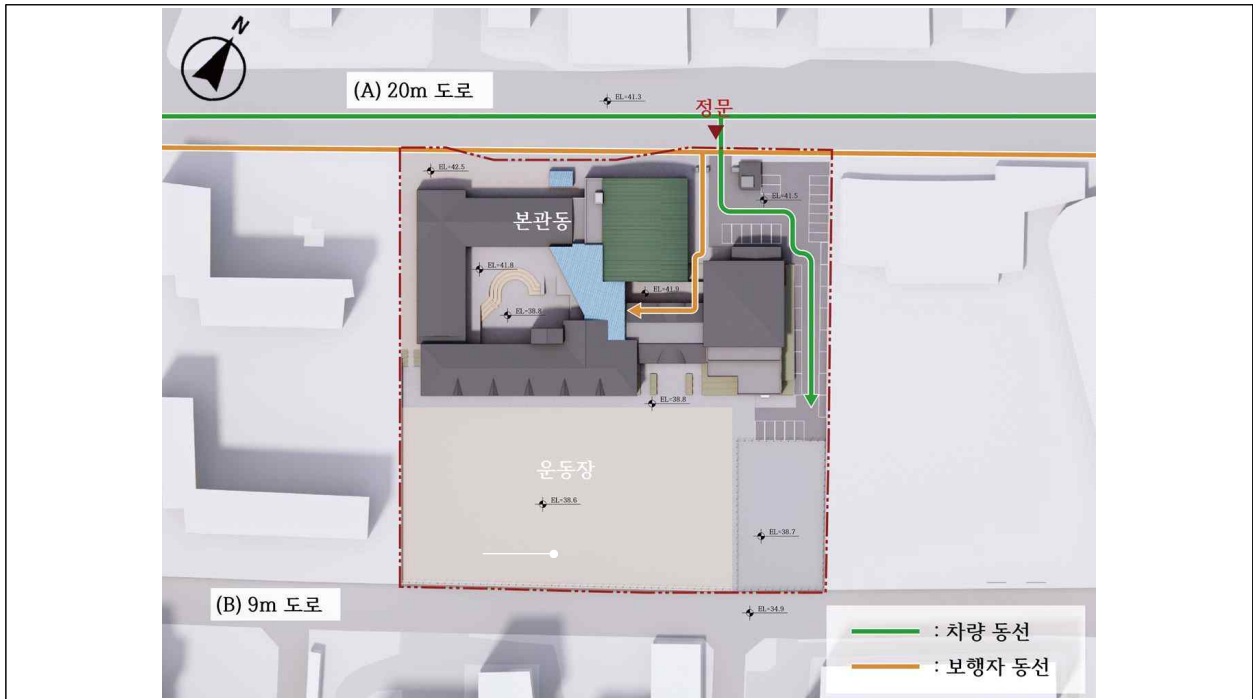 N
(A) 20m 도로
EL=41.3
정문
EL=42.5
EL=41.5
본관동
EL=41.8
EL=41.9
EL=38.8
EL=38.8
운동장
EL=38.6
EL=38.7
(B) 9m 도로
EL=34.9
: 차량 동선
: 보행자 동선